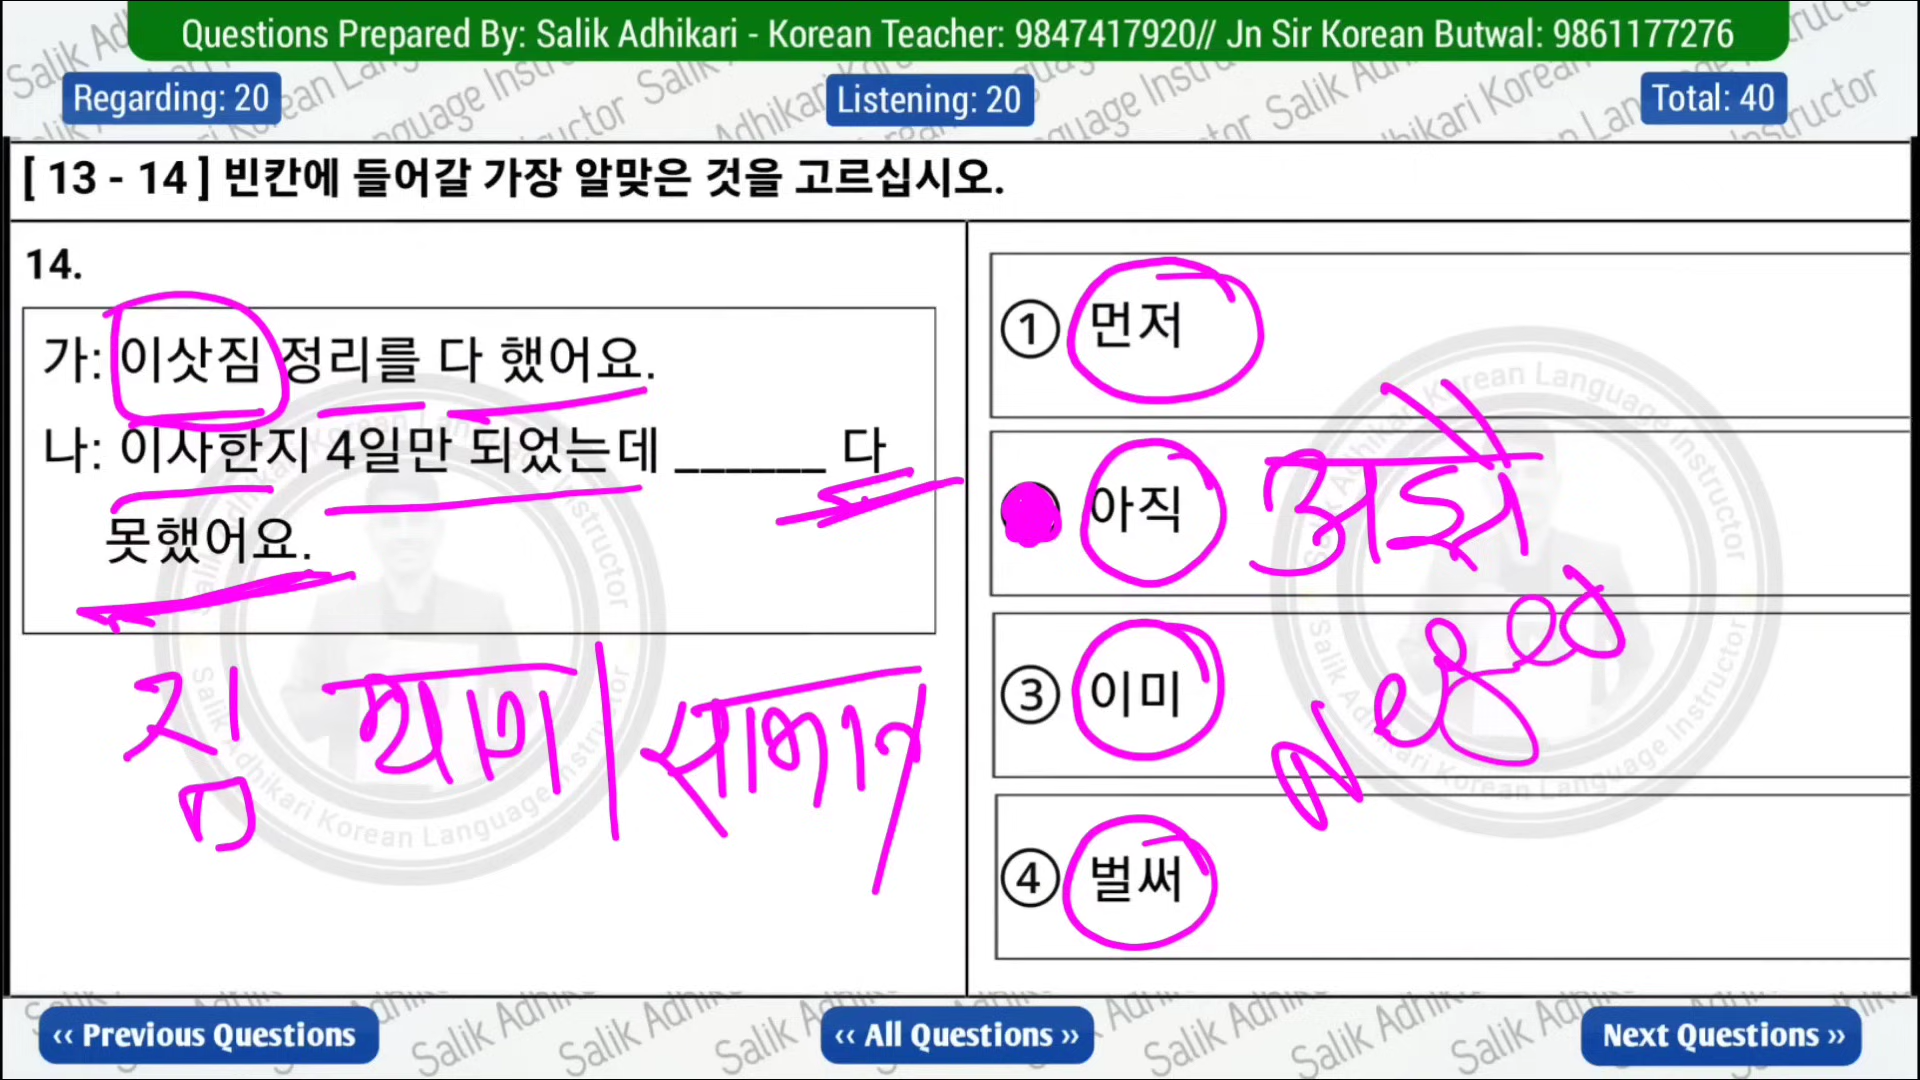 Questions Prepared By: Salik Adhikari - Korean Teacher: 9847417920// Jn Sir Korean Butwal: 9861177276
Regarding: 20
Listening: 20
Total: 40
[ 13 - 14 ] 빈칸에 들어갈 가장 알맞은 것을 고르십시오.
14.
가: 이삿짐 정리를 다 했어요.
나: 이사한지 4일만 되었는데 ______ 다
못했어요.
짐
सामान
① 먼저
아직
③ 이미
④ 벌써
‹‹ Previous Questions
‹‹ All Questions ››
Next Questions ››